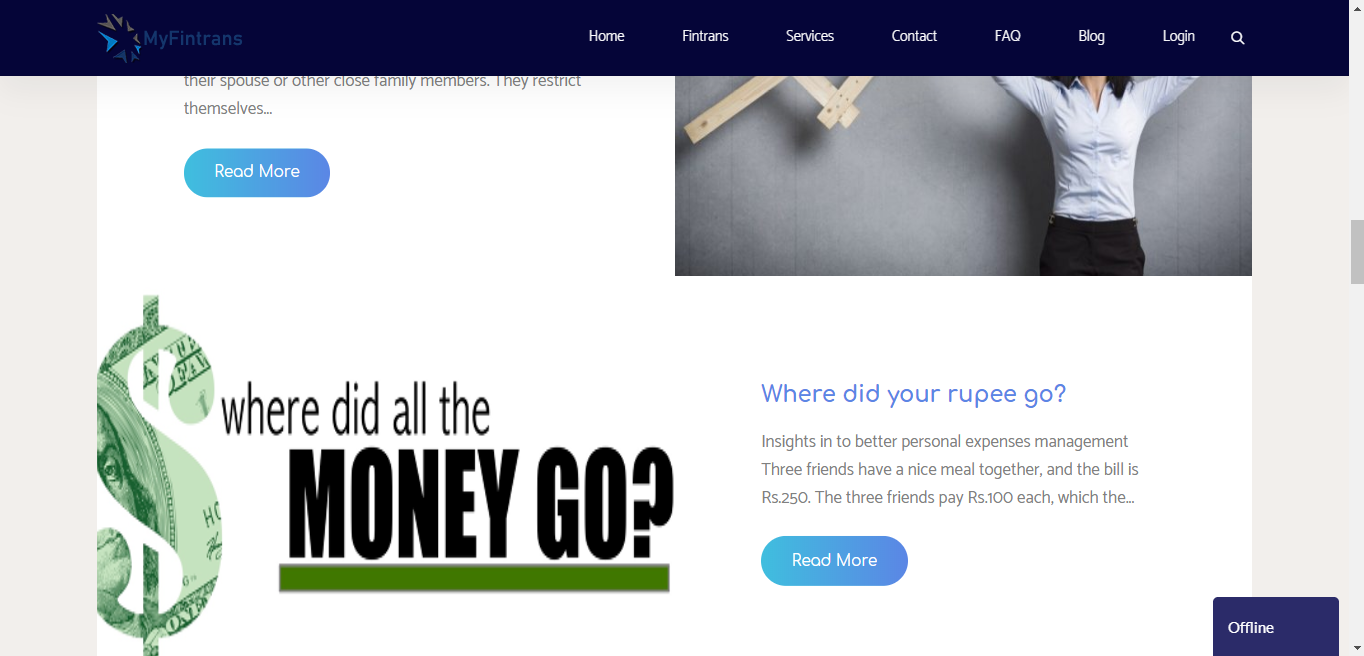 MyFintrans
Home
Fintrans
Services
Contact
FAQ
Blog
Login
their spouse or other close family members. They restrict
themselves...
Read More
where did all the
MONEY GO?
Where did your rupee go?
Insights in to better personal expenses management
Three friends have a nice meal together, and the bill is
Rs.250. The three friends pay Rs.100 each, which the...
Read More
Offline